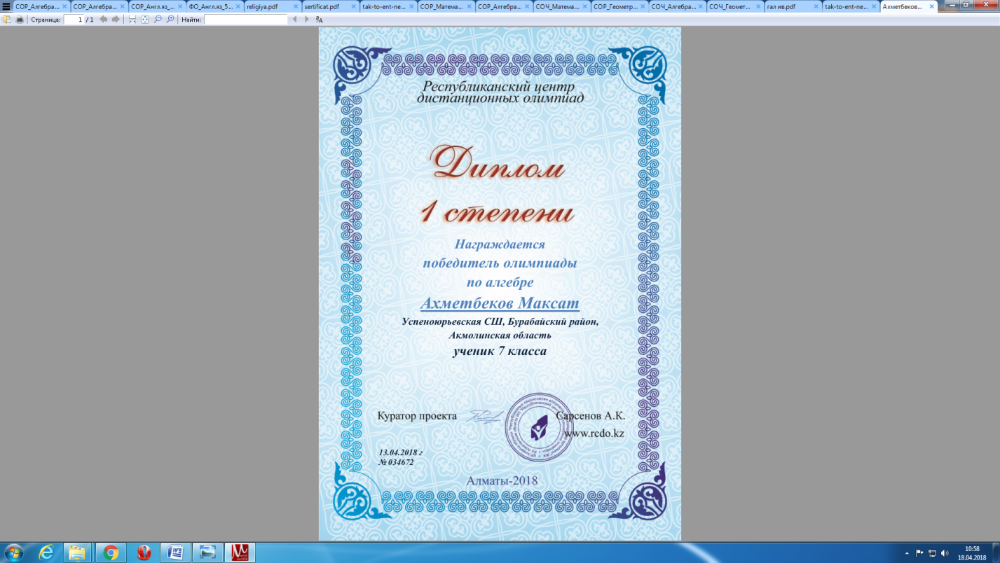 СОР_Алгебра... СОР_Алгебра... СОР_Англ.яз_... ФО_Англ.яз_5... religiya.pdf sertificat.pdf tak-to-ent-ne... СОР_Матема... СОР_Алгебра... СОЧ_Матема... СОР_Геометр... СОЧ_Алгебра... СОЧ_Геомет... гал ив.pdf tak-to-ent-ne... Ахметбеков...
Страница: 1 / 1 Найти:
Республиканский центр
дистанционных олимпиад
Диплом
1 степени
Награждается
победитель олимпиады
по алгебре
Ахметбеков Максат
Успеноюрьевская СШ, Бурабайский район,
Акмолинская область
ученик 7 класса
Куратор проекта Сарсенов А.К.
www.rcdo.kz
13.04.2018 г
№ 034672
Алматы-2018
10:58
18.04.2018